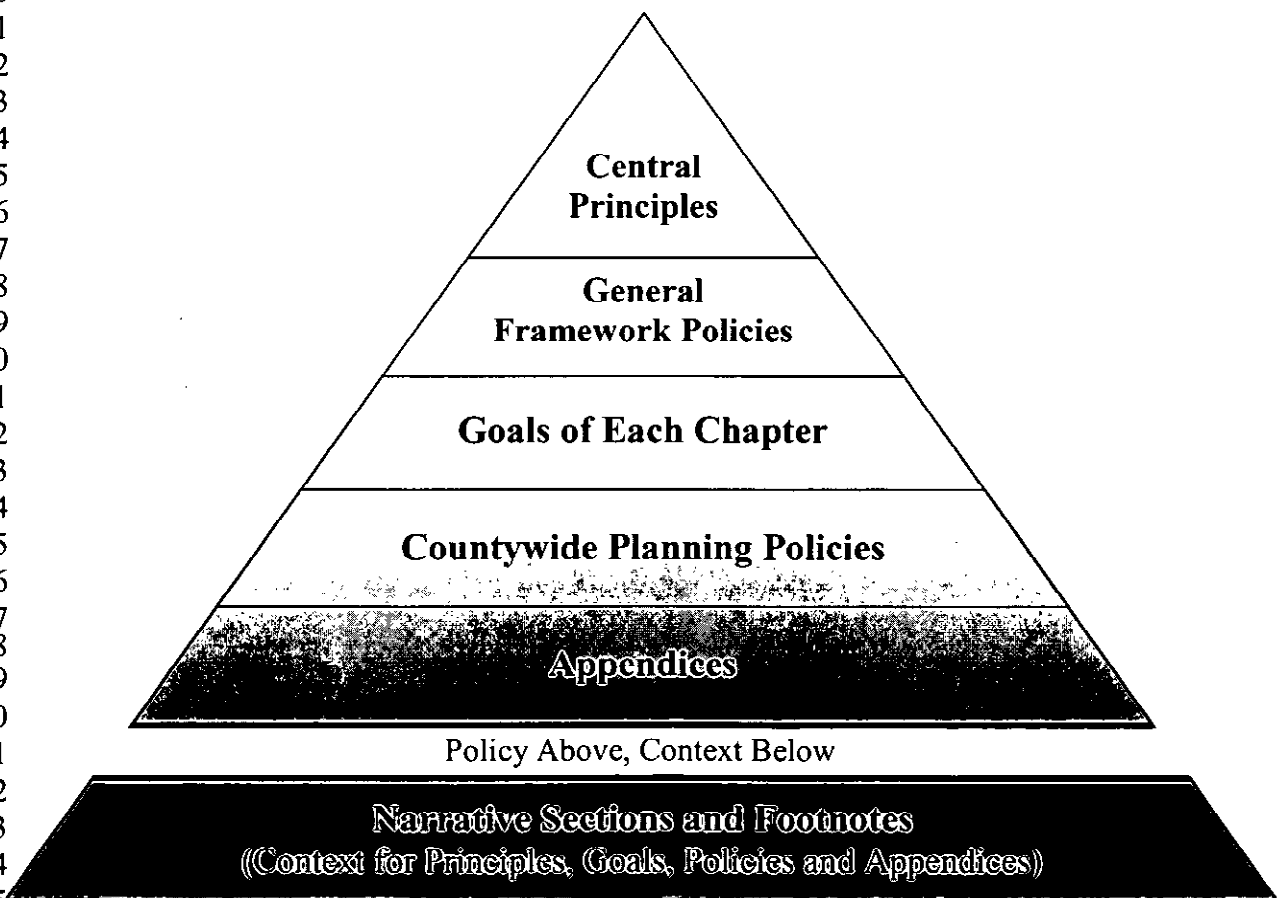 Central
Principles
General
Framework Policies
Goals of Each Chapter
Countywide Planning Policies
Appendices
Policy Above, Context Below
Narrative Sections and Footnotes
(Context for Principles, Goals, Policies and Appendices)